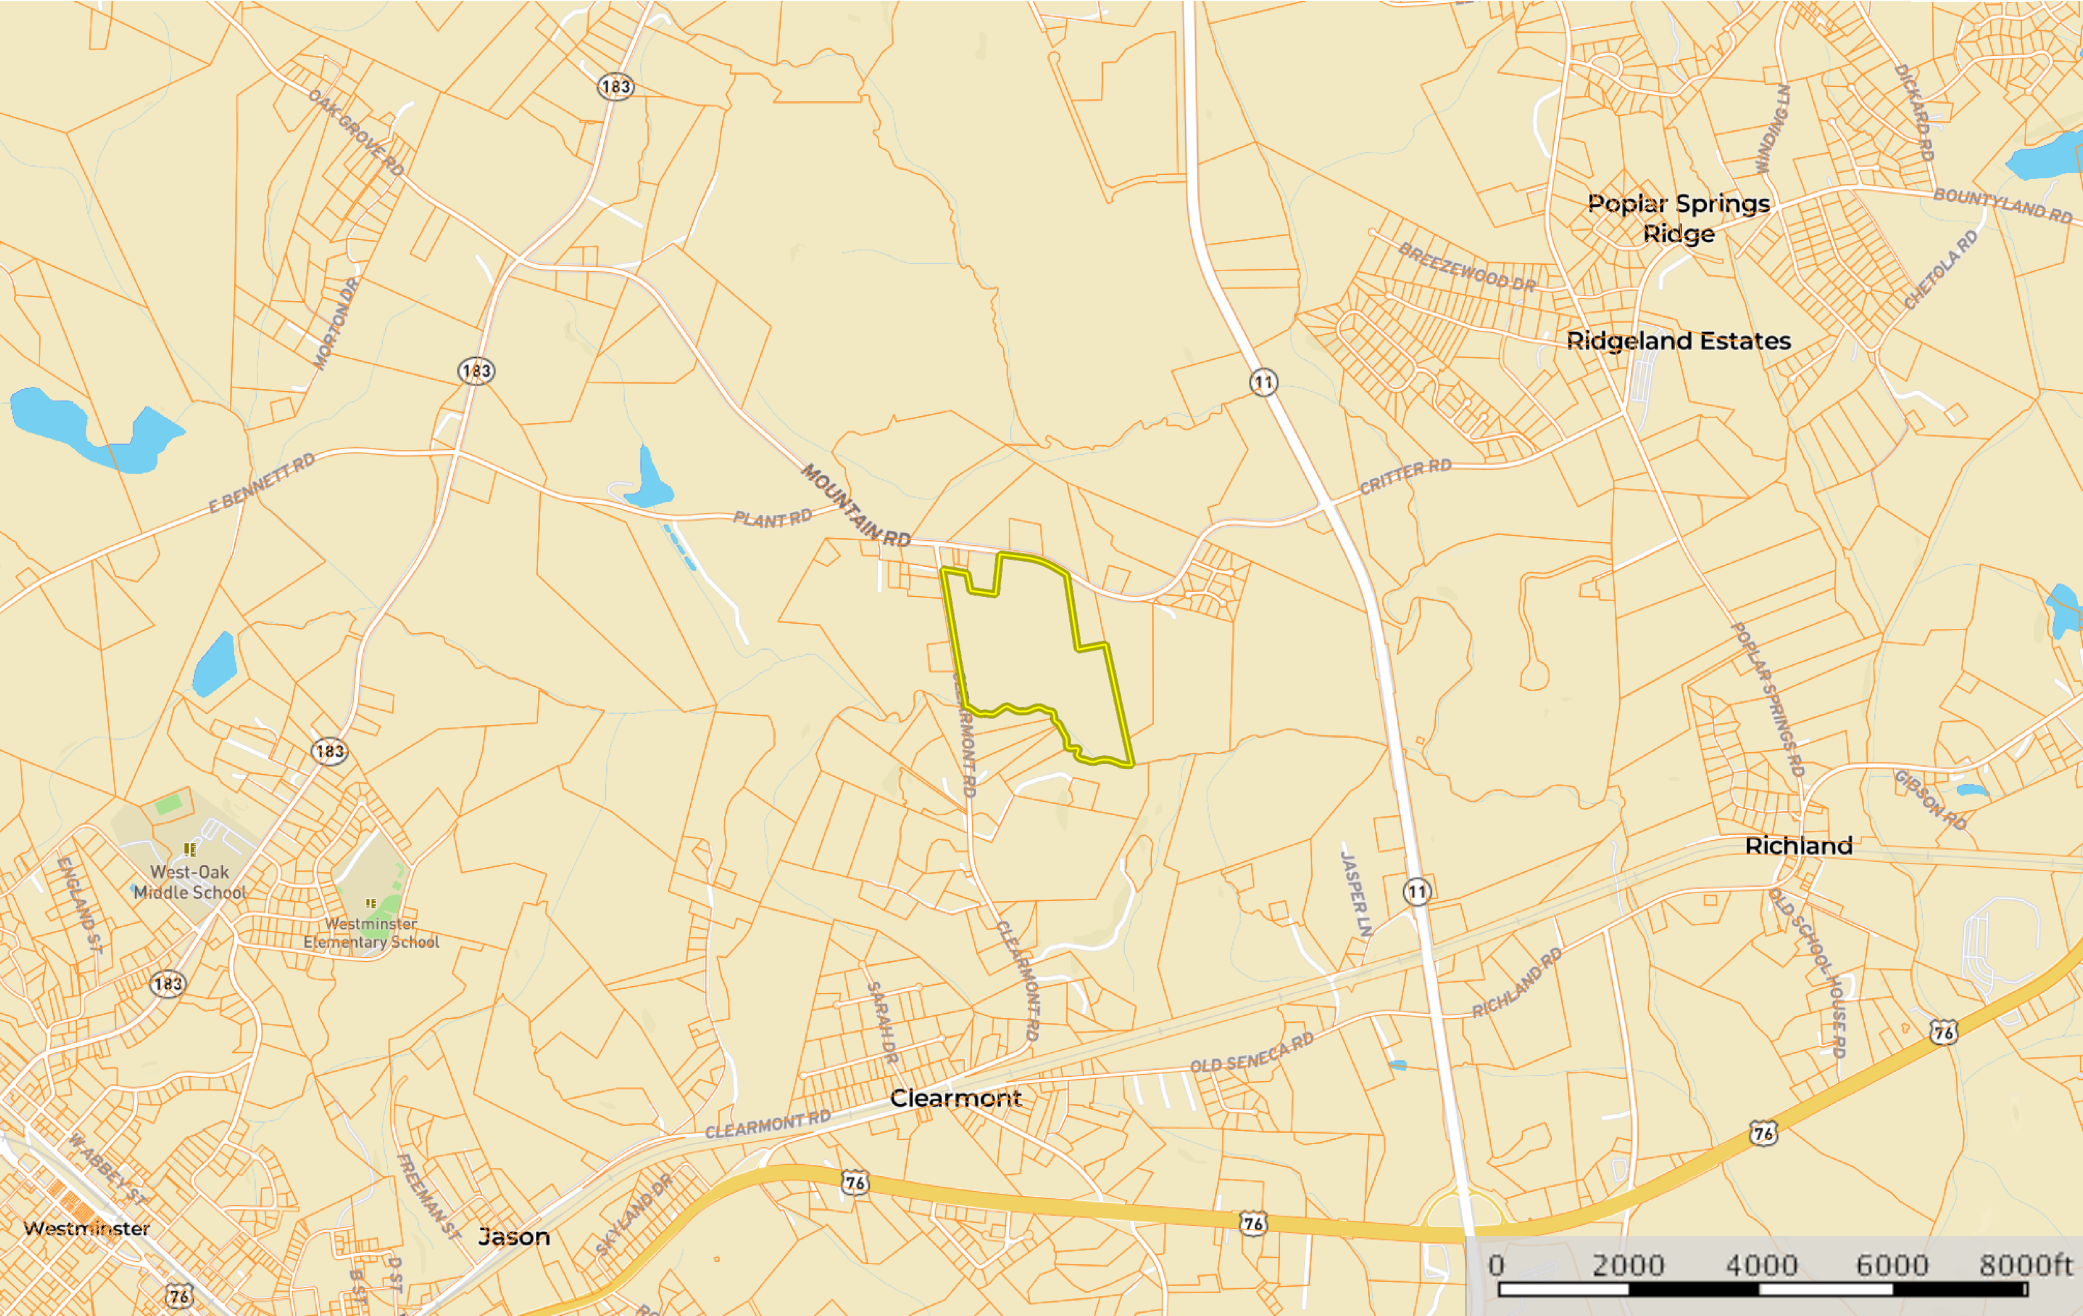 183
OAK GROVE RD
DICKARD RD
WINDING LN
BOUNTYLAND RD
Poplar Springs
Ridge
CHETOLA RD
BREEZEWOOD DR
MORTON DR
Ridgeland Estates
183
11
E BENNETT RD
MOUNTAIN RD
PLANT RD
CRITTER RD
CLEARMONT RD
POPLAR SPRINGS RD
183
GIBSON RD
Richland
West-Oak
Middle School
ENGLAND ST
Westminster
Elementary School
JASPER LN
11
OLD SCHOOL HOUSE RD
CLEARMONT RD
RICHLAND RD
183
SARAH DR
76
OLD SENECA RD
Clearmont
CLEARMONT RD
76
W ABBEY ST
FREEMAN ST
SKYLAND DR
76
Westminster
Jason
76
D ST
B ST
76
0 2000 4000 6000 8000ft